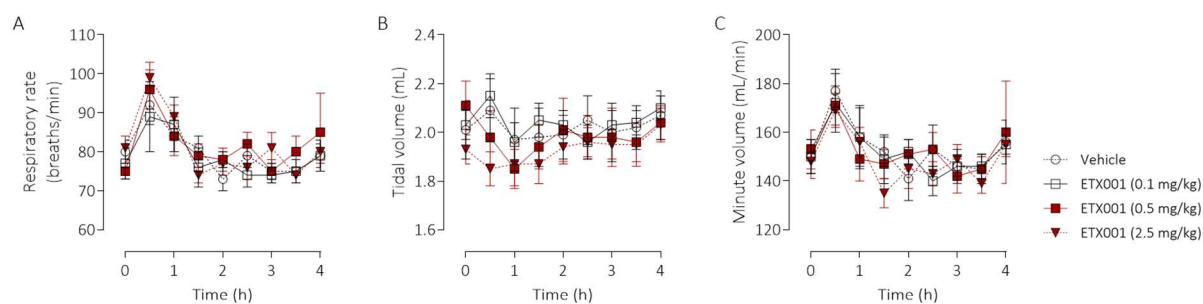 A
Respiratory rate
(breaths/min)
110
100
90
80
70
60
0 1 2 3 4
Time (h)
B
Tidal volume (mL)
2.4
2.2
2.0
1.8
1.6
0 1 2 3 4
Time (h)
C
Minute volume (mL/min)
200
180
160
140
120
0 1 2 3 4
Time (h)
Vehicle
ETX001 (0.1 mg/kg)
ETX001 (0.5 mg/kg)
ETX001 (2.5 mg/kg)